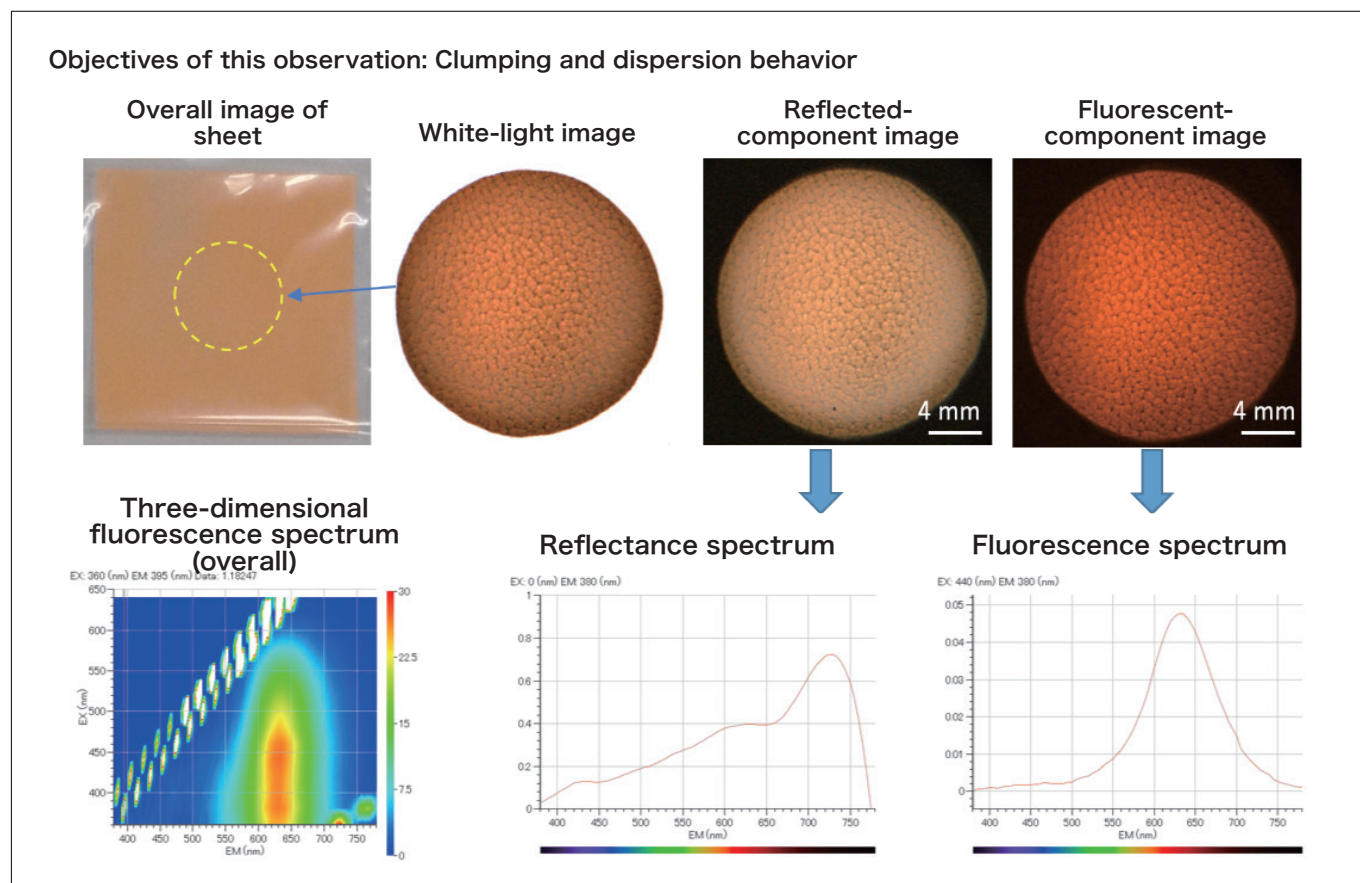 Objectives of this observation: Clumping and dispersion behavior
Overall image of
sheet
White-light image
Reflected-
component image
Fluorescent-
component image
4 mm
4 mm
Three-dimensional
fluorescence spectrum
(overall)
EX: 360 (nm) EM: 395 (nm) Data: 1.18247
650
600
550
500
450
400
EX (nm)
400 450 500 550 600 650 700 750
EM (nm)
30
22.5
15
7.5
0
Reflectance spectrum
EX: 0 (nm) EM: 380 (nm)
1
0.8
0.6
0.4
0.2
0
400 450 500 550 600 650 700 750
EM (nm)
Fluorescence spectrum
EX: 440 (nm) EM: 380 (nm)
0.05
0.04
0.03
0.02
0.01
0
400 450 500 550 600 650 700 750
EM (nm)